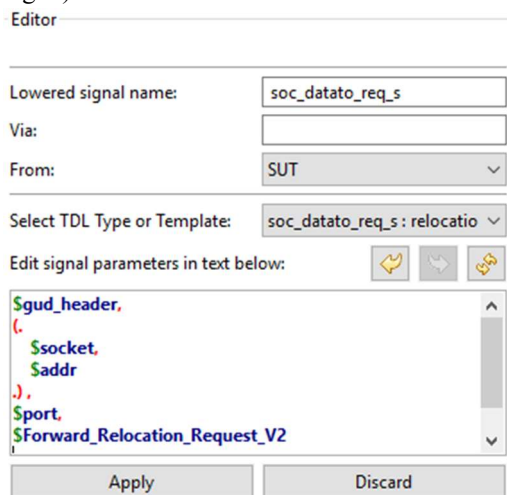 Editor
Lowered signal name: soc_datato_req_s
Via:
From: SUT
Select TDL Type or Template: soc_datato_req_s : relocatio
Edit signal parameters in text below:
$gud_header,
(.
$socket,
$addr
.) ,
$port,
$Forward_Relocation_Request_V2
Apply Discard